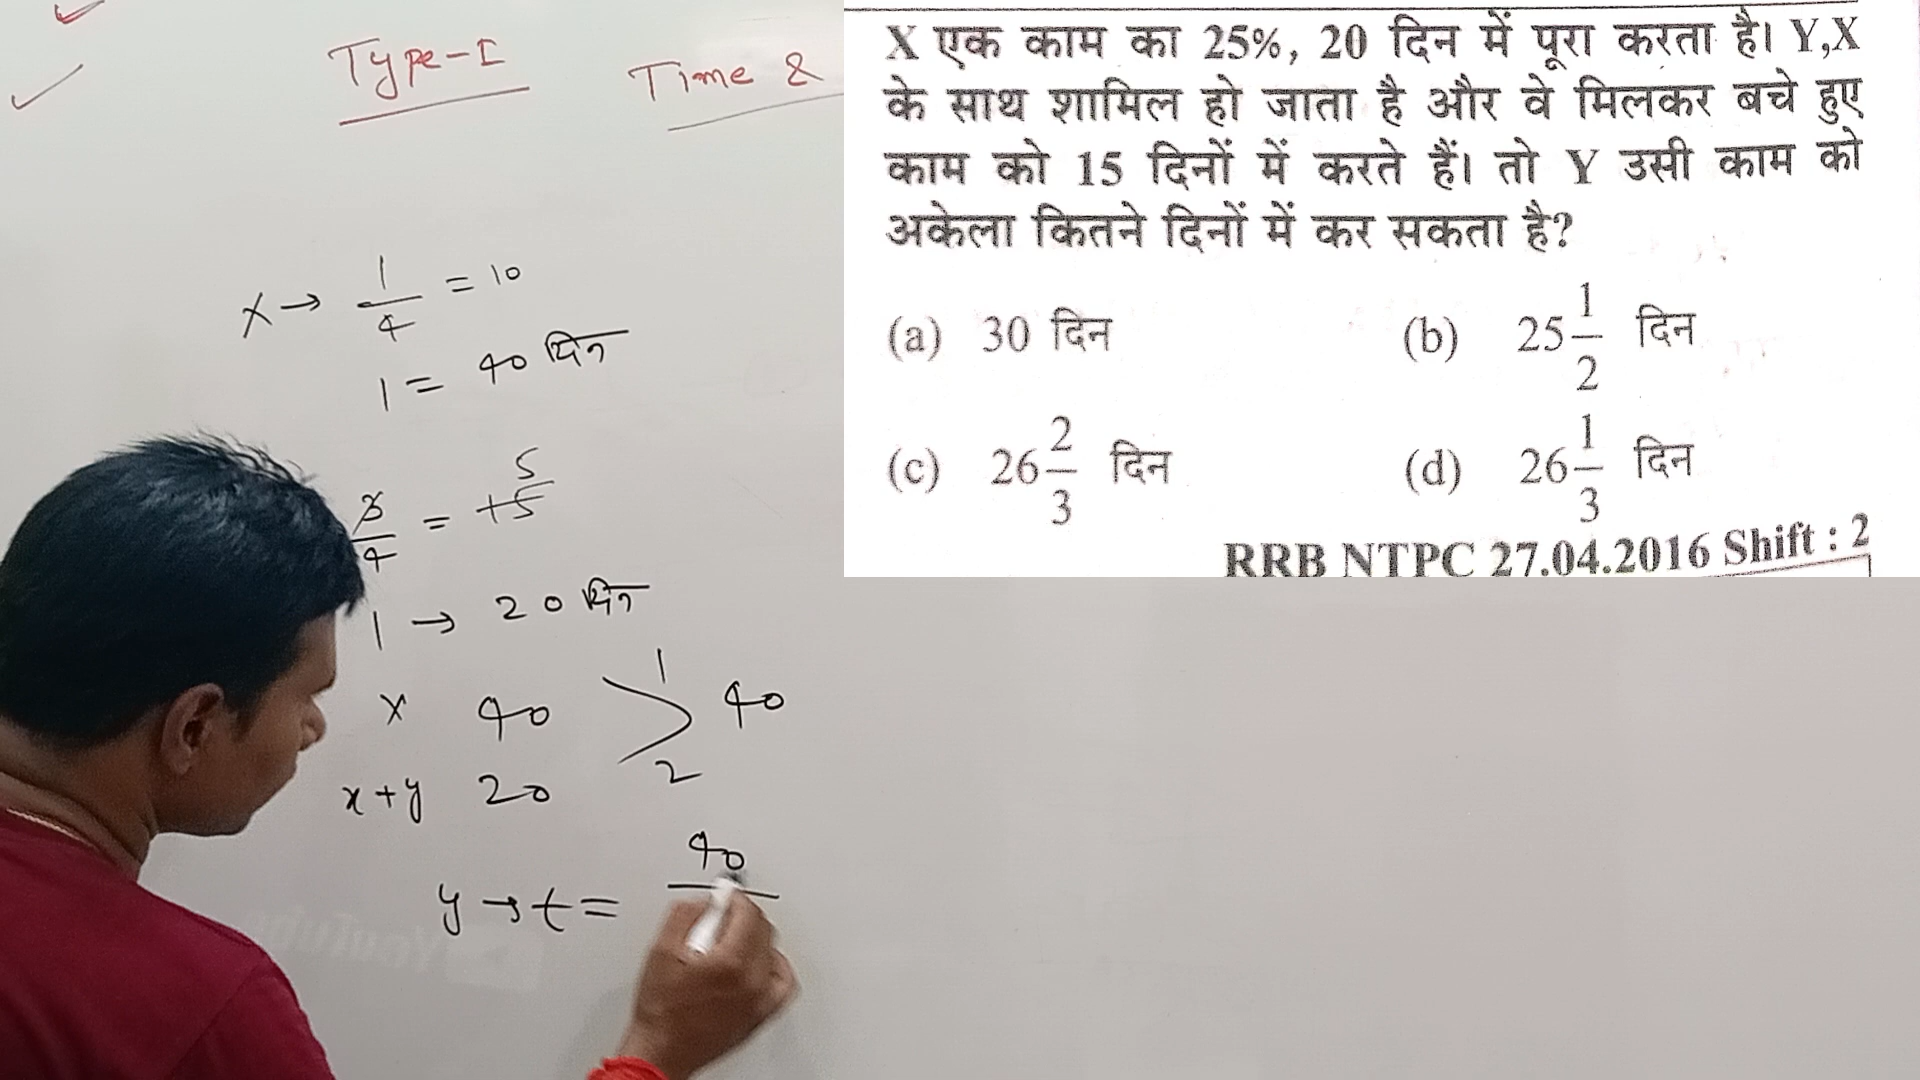 Type-I
Time &
X → 1/4 = 10
1 = 40 दिन
3/4 = 15 5
1 → 20 दिन
x 40 > 1 40
x+y 20 2
y → t = 40
X एक काम का 25%, 20 दिन में पूरा करता है। Y,X
के साथ शामिल हो जाता है और वे मिलकर बचे हुए
काम को 15 दिनों में करते हैं। तो Y उसी काम को
अकेला कितने दिनों में कर सकता है?
(a) 30 दिन (b) 25 1/2 दिन
(c) 26 2/3 दिन (d) 26 1/3 दिन
RRB NTPC 27.04.2016 Shift : 2
YouTube